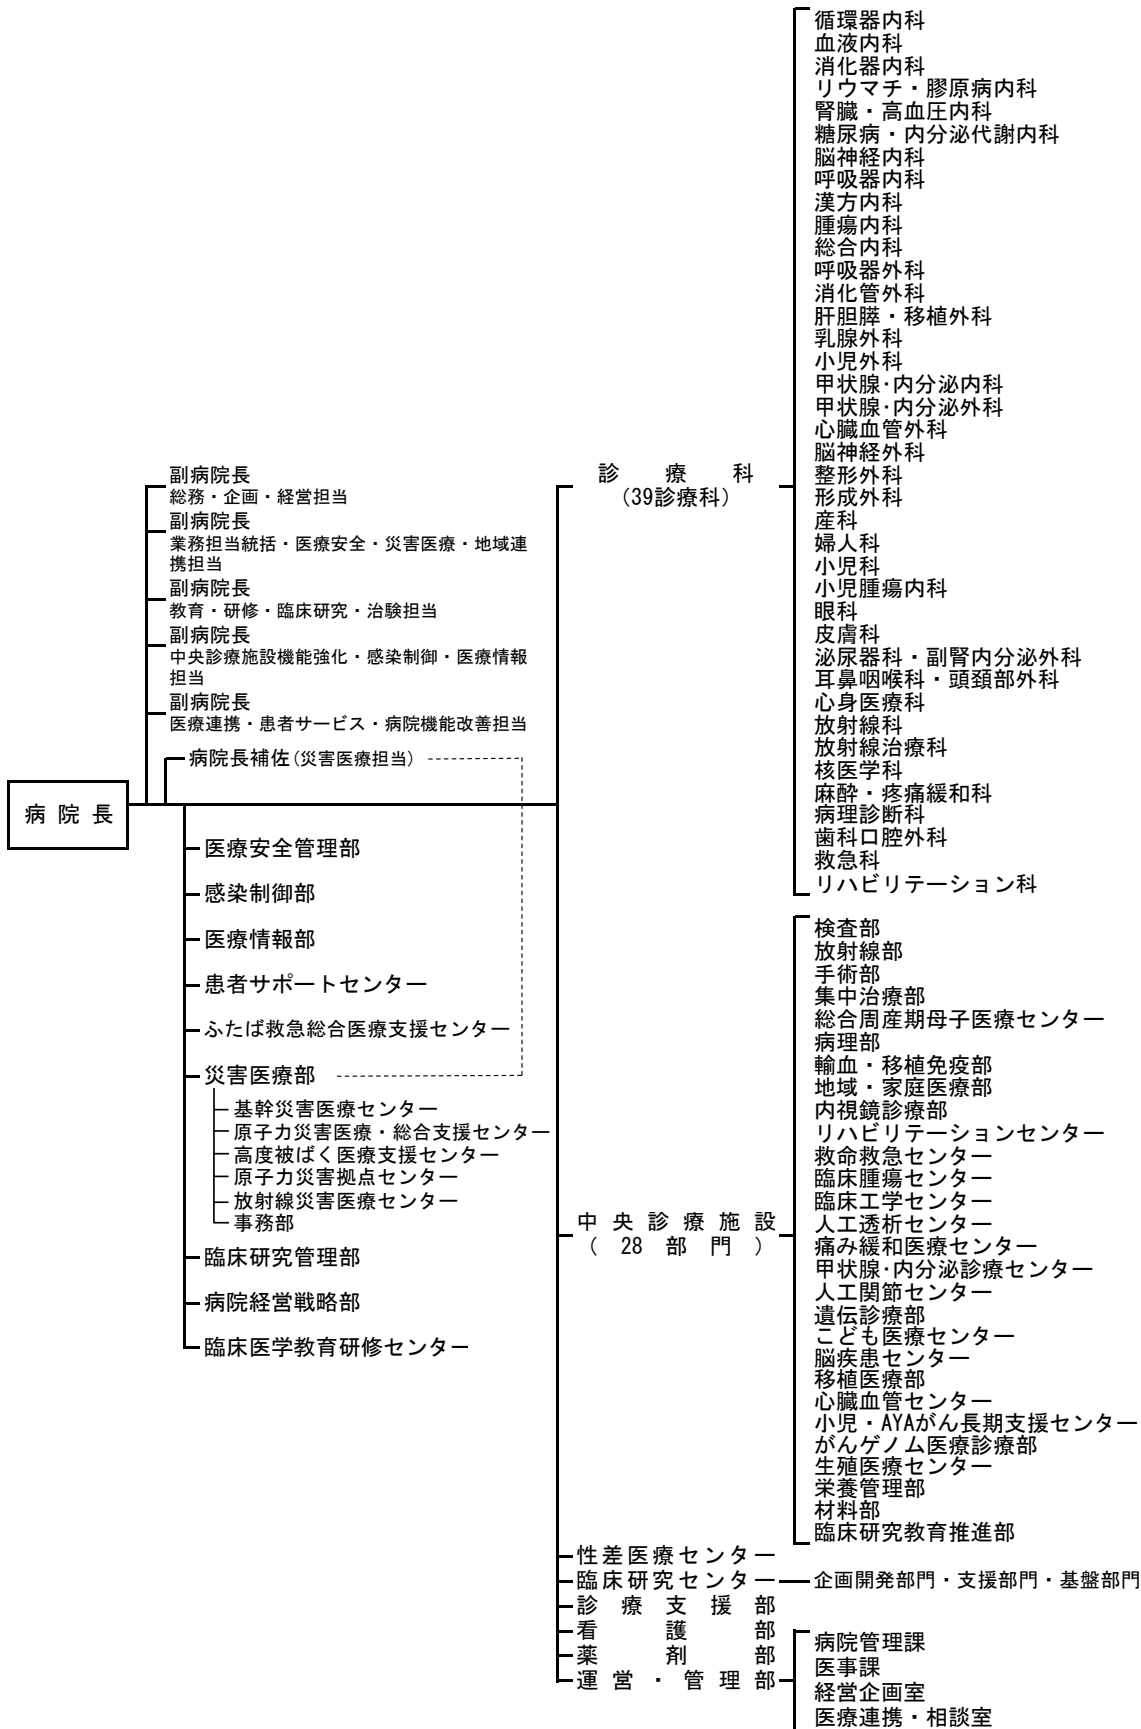 病院長
副病院長
総務・企画・経営担当
副病院長
業務担当統括・医療安全・災害医療・地域連
携担当
副病院長
教育・研修・臨床研究・治験担当
副病院長
中央診療施設機能強化・感染制御・医療情報
担当
副病院長
医療連携・患者サービス・病院機能改善担当
病院長補佐(災害医療担当)
医療安全管理部
感染制御部
医療情報部
患者サポートセンター
ふたば救急総合医療支援センター
災害医療部
基幹災害医療センター
原子力災害医療・総合支援センター
高度被ばく医療支援センター
原子力災害拠点センター
放射線災害医療センター
事務部
臨床研究管理部
病院経営戦略部
臨床医学教育研修センター
診療科
(39診療科)
循環器内科
血液内科
消化器内科
リウマチ・膠原病内科
腎臓・高血圧内科
糖尿病・内分泌代謝内科
脳神経内科
呼吸器内科
漢方内科
腫瘍内科
総合内科
呼吸器外科
消化管外科
肝胆膵・移植外科
乳腺外科
小児外科
甲状腺･内分泌内科
甲状腺･内分泌外科
心臓血管外科
脳神経外科
整形外科
形成外科
産科
婦人科
小児科
小児腫瘍内科
眼科
皮膚科
泌尿器科・副腎内分泌外科
耳鼻咽喉科・頭頚部外科
心身医療科
放射線科
放射線治療科
核医学科
麻酔・疼痛緩和科
病理診断科
歯科口腔外科
救急科
リハビリテーション科
中央診療施設
(28部門)
検査部
放射線部
手術部
集中治療部
総合周産期母子医療センター
病理部
輸血・移植免疫部
地域・家庭医療部
内視鏡診療部
リハビリテーションセンター
救命救急センター
臨床腫瘍センター
臨床工学センター
人工透析センター
痛み緩和医療センター
甲状腺･内分泌診療センター
人工関節センター
遺伝診療部
こども医療センター
脳疾患センター
移植医療部
心臓血管センター
小児・AYAがん長期支援センター
がんゲノム医療診療部
生殖医療センター
栄養管理部
材料部
臨床研究教育推進部
性差医療センター
臨床研究センター
企画開発部門・支援部門・基盤部門
診療支援部
看護部
薬剤部
運営・管理部
病院管理課
医事課
経営企画室
医療連携・相談室